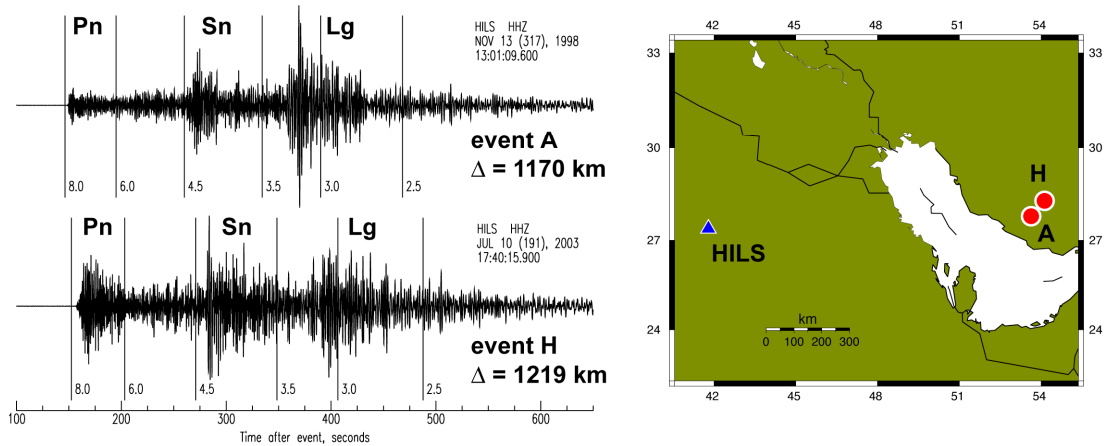 Pn Sn Lg
HILS HHZ
NOV 13 (317), 1998
13:01:09.600
event A
Δ = 1170 km
8.0 6.0 4.5 3.5 3.0 2.5
Pn Sn Lg
HILS HHZ
JUL 10 (191), 2003
17:40:15.900
event H
Δ = 1219 km
8.0 6.0 4.5 3.5 3.0 2.5
100 200 300 400 500 600
Time after event, seconds
42 45 48 51 54
33 33
30 30
H
A
27 27
HILS
km
0 100 200 300
24 24
42 45 48 51 54